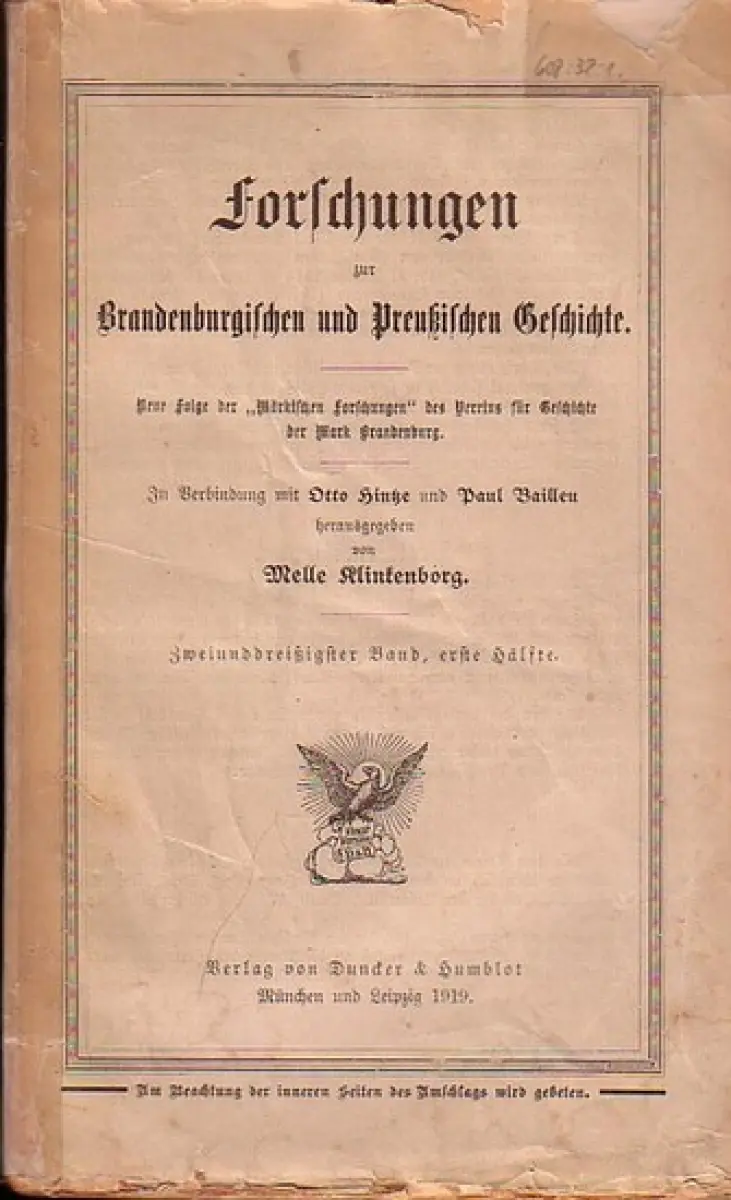 608:32-1.
Forschungen
zur
Brandenburgischen und Preußischen Geschichte.
Neue Folge der „Märkischen Forschungen“ des Vereins für Geschichte
der Mark Brandenburg.
In Verbindung mit Otto Hintze und Paul Bailleu
herausgegeben
von
Melle Klinkenborg.
Zweiunddreißigster Band, erste Hälfte.
Verlag von Duncker & Humblot
München und Leipzig 1919.
Um Beachtung der inneren Seiten des Umschlags wird gebeten.